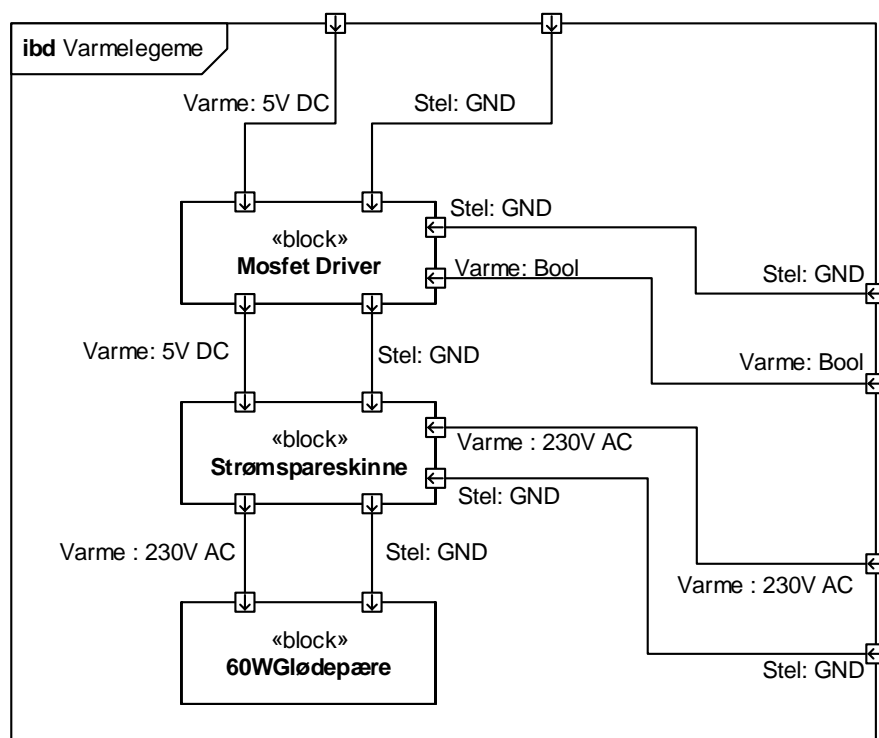 ibd Varmelegeme
Varme: 5V DC
Stel: GND
«block»
Mosfet Driver
Stel: GND
Varme: Bool
Stel: GND
Varme: Bool
Varme: 5V DC
Stel: GND
«block»
Strømspareskinne
Varme : 230V AC
Stel: GND
Varme : 230V AC
Stel: GND
Varme : 230V AC
Stel: GND
«block»
60WGlødepære